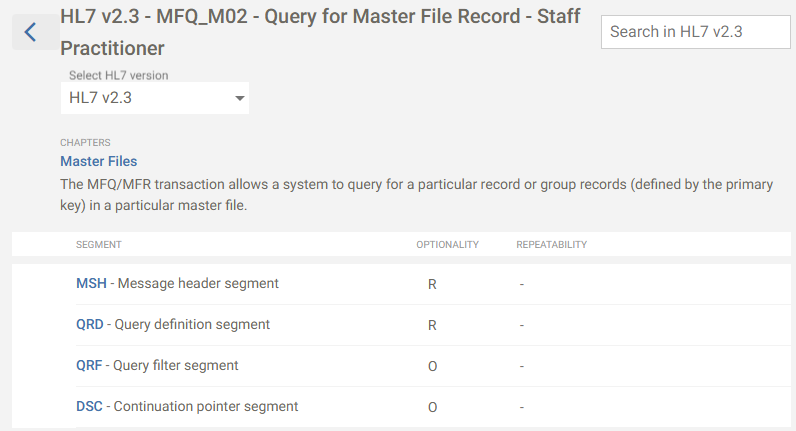 HL7 v2.3 - MFQ_M02 - Query for Master File Record - Staff
Practitioner
Search in HL7 v2.3
Select HL7 version
HL7 v2.3
CHAPTERS
Master Files
The MFQ/MFR transaction allows a system to query for a particular record or group records (defined by the primary
key) in a particular master file.
SEGMENT OPTIONALITY REPEATABILITY
MSH - Message header segment R -
QRD - Query definition segment R -
QRF - Query filter segment O -
DSC - Continuation pointer segment O -